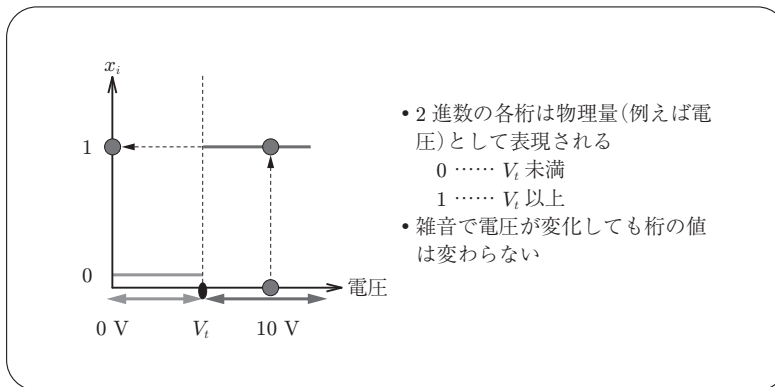 x_i
1
0
電圧
0 V
V_t
10 V
• 2 進数の各桁は物理量(例えば電
圧)として表現される
0 …… V_t 未満
1 …… V_t 以上
• 雑音で電圧が変化しても桁の値
は変わらない